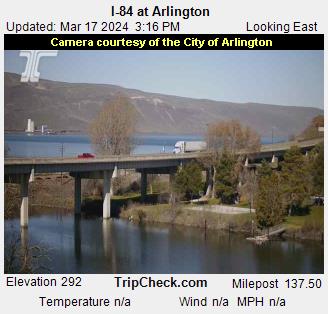 I-84 at Arlington
Updated: Mar 17 2024 3:16 PM Looking East
Camera courtesy of the City of Arlington
Elevation 292 TripCheck.com Milepost 137.50
Temperature n/a Wind n/a MPH n/a